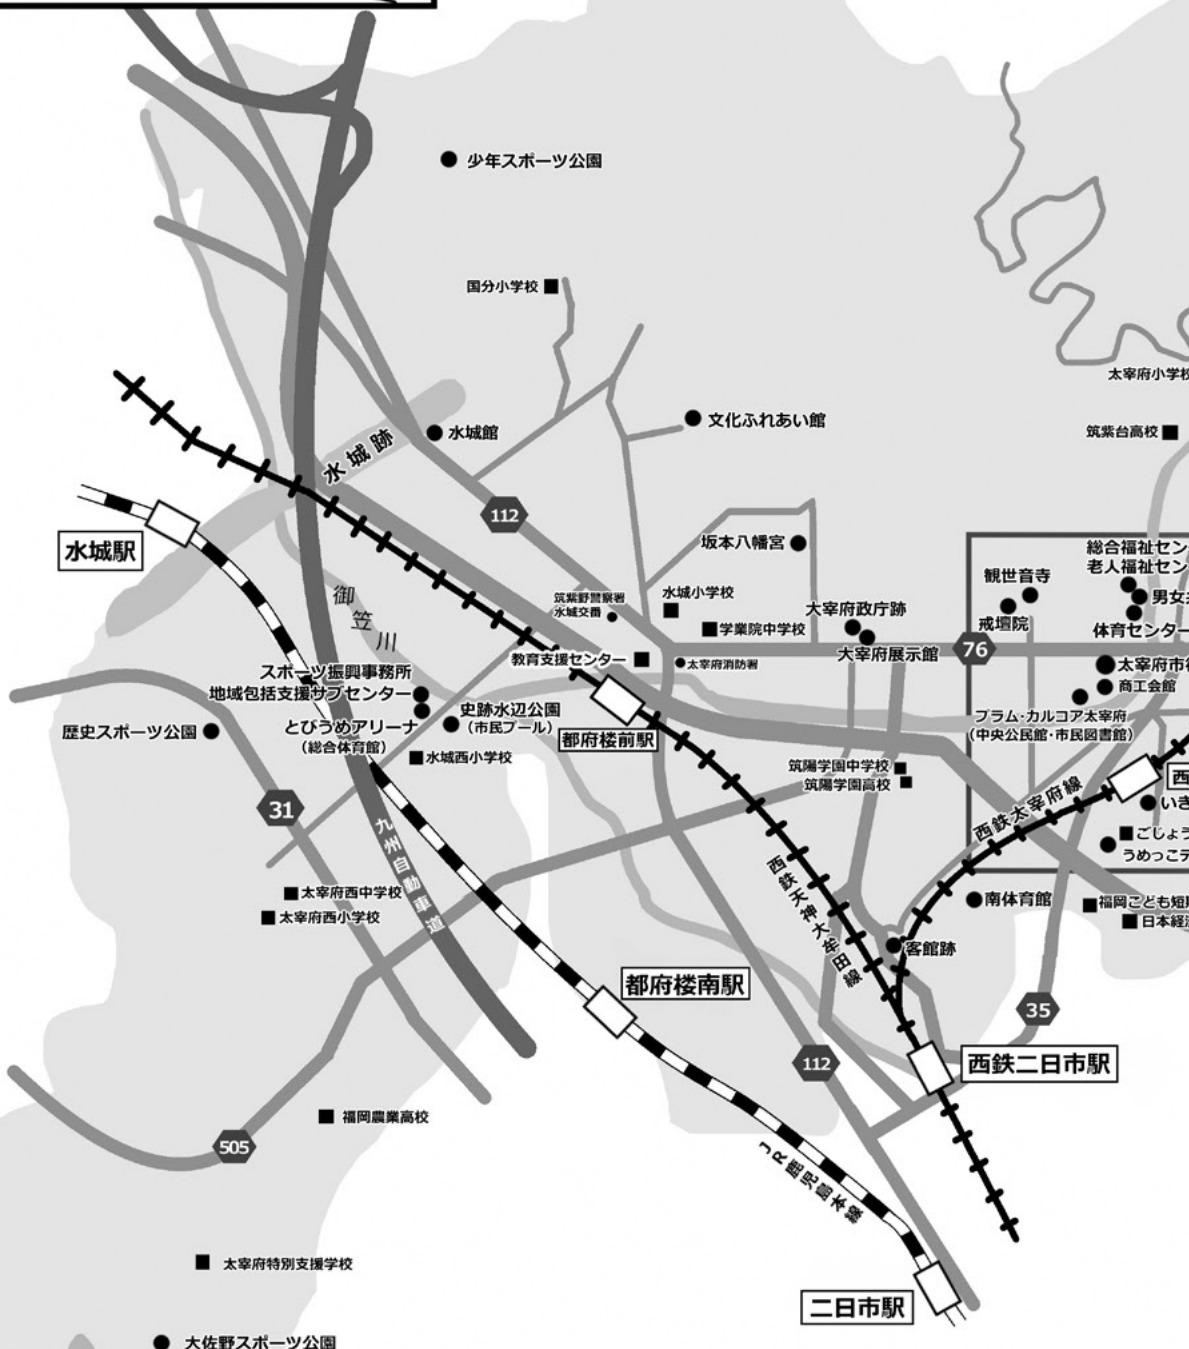 少年スポーツ公園
国分小学校
太宰府小学校
水城跡
水城館
文化ふれあい館
筑紫台高校
112
水城駅
坂本八幡宮
総合福祉セン
老人福祉セン
観世音寺
男女
御笠川
筑紫野警察署
水城交番
水城小学校
戒壇院
学業院中学校
大宰府政庁跡
体育センター
76
大宰府展示館
教育支援センター
太宰府消防署
太宰府市
スポーツ振興事務所
地域包括支援サブセンター
商工会館
歴史スポーツ公園
とびうめアリーナ
(総合体育館)
史跡水辺公園
(市民プール)
都府楼前駅
プラム・カルコア太宰府
(中央公民館・市民図書館)
水城西小学校
筑陽学園中学校
筑陽学園高校
西
31
西鉄太宰府線
いき
ごじょう
うめっこ
九州自動車道
西鉄天神大牟田線
太宰府西中学校
太宰府西小学校
南体育館
福岡こども短
日本経
客館跡
都府楼南駅
35
112
西鉄二日市駅
福岡農業高校
505
JR鹿児島本線
太宰府特別支援学校
二日市駅
大佐野スポーツ公園